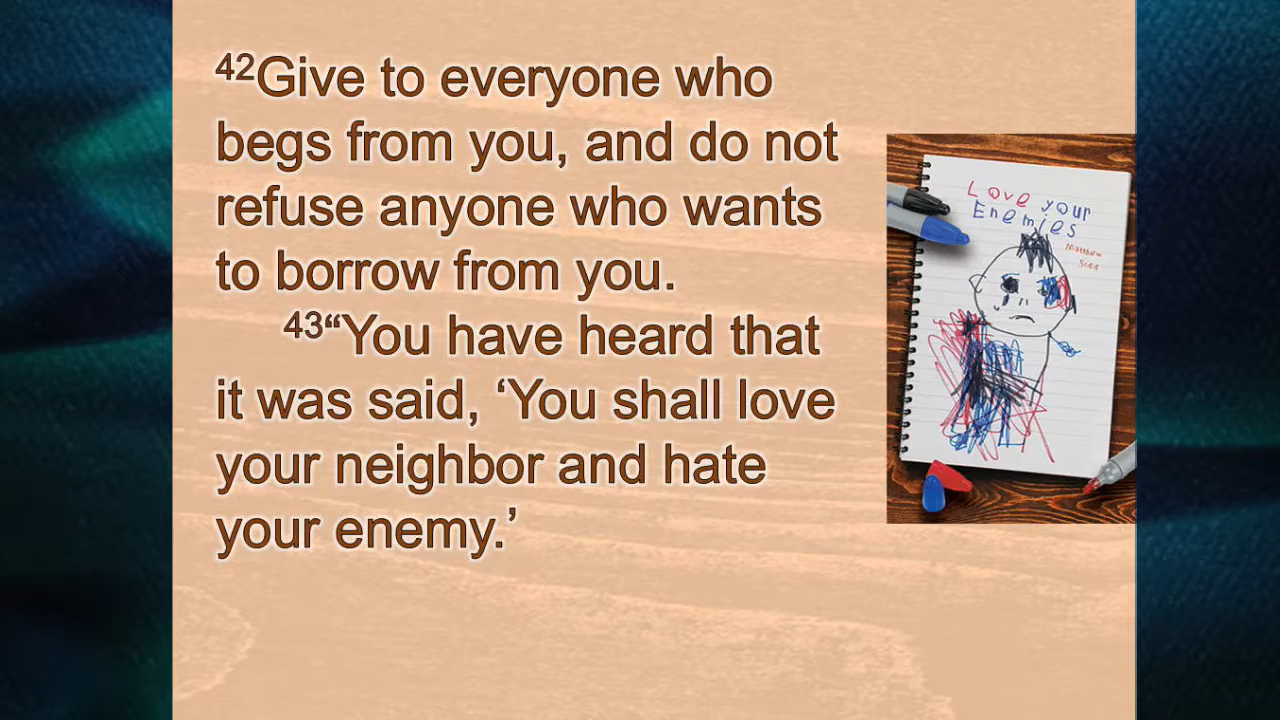 ⁴²Give to everyone who
begs from you, and do not
refuse anyone who wants
to borrow from you.
⁴³“You have heard that
it was said, ‘You shall love
your neighbor and hate
your enemy.’
Love your
Enemies
Matthew